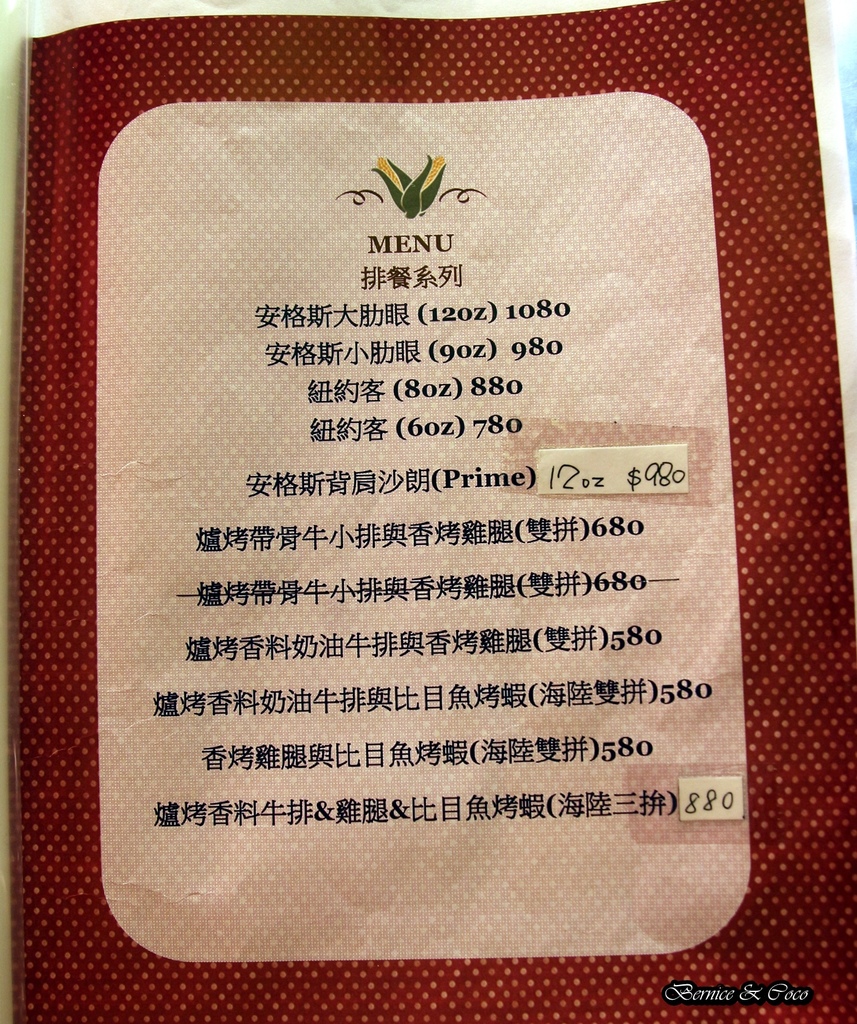 MENU
排餐系列
安格斯大肋眼 (12oz) 1080
安格斯小肋眼 (9oz) 980
紐約客 (8oz) 880
紐約客 (6oz) 780
安格斯背肩沙朗(Prime) 12oz $980
爐烤帶骨牛小排與香烤雞腿(雙拼)680
爐烤帶骨牛小排與香烤雞腿(雙拼)680
爐烤香料奶油牛排與香烤雞腿(雙拼)580
爐烤香料奶油牛排與比目魚烤蝦(海陸雙拼)580
香烤雞腿與比目魚烤蝦(海陸雙拼)580
爐烤香料牛排&雞腿&比目魚烤蝦(海陸三拚) 880
Bernice & Coco